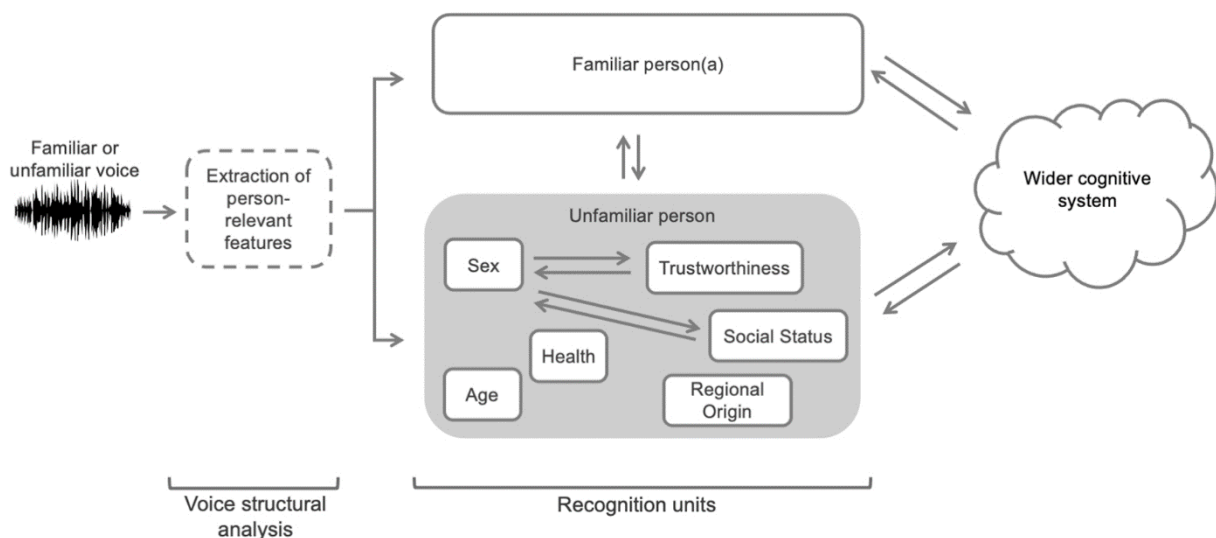 Familiar person(a)
Familiar or
unfamiliar voice
Extraction of
person-
relevant
features
Wider cognitive
system
Unfamiliar person
Sex
Trustworthiness
Social Status
Health
Age
Regional
Origin
Voice structural
analysis
Recognition units